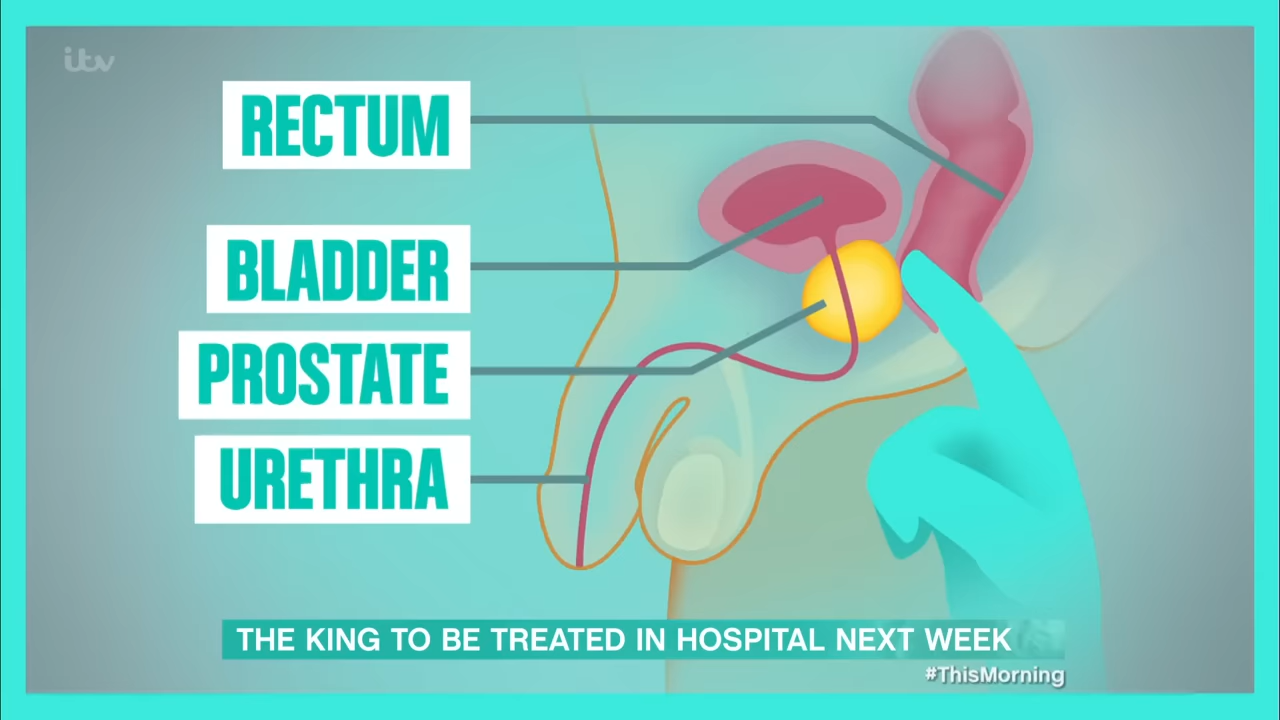 itv
RECTUM
BLADDER
PROSTATE
URETHRA
THE KING TO BE TREATED IN HOSPITAL NEXT WEEK
#ThisMorning